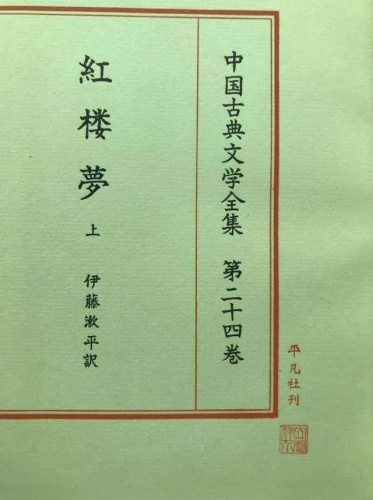 中国古典文学全集　第二十四巻
紅楼夢
上
伊藤漱平訳
平凡社刊